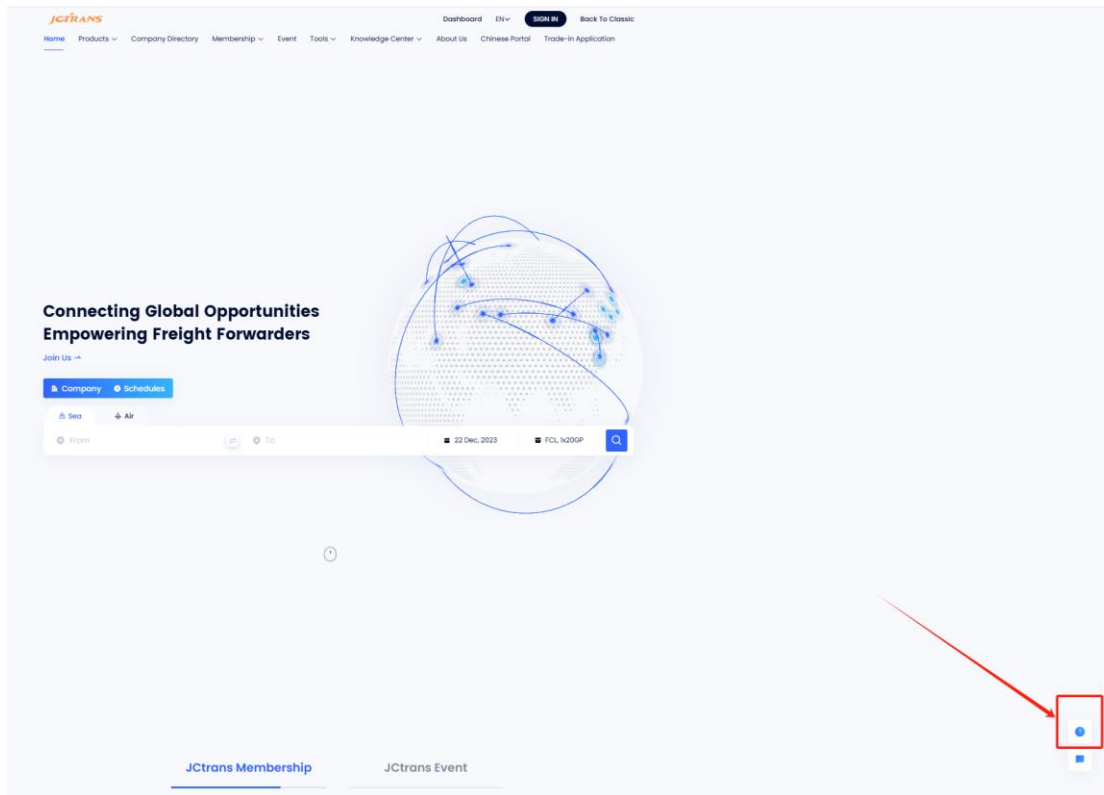 JCTRANS
Dashboard EN SIGN IN Back To Classic
Home Products Company Directory Membership Event Tools Knowledge Center About Us Chinese Portal Trade-in Application
Connecting Global Opportunities
Empowering Freight Forwarders
Join Us →
Company Schedules
Sea Air
From To 22 Dec, 2023 FCL, 1x20GP
?
JCtrans Membership JCtrans Event